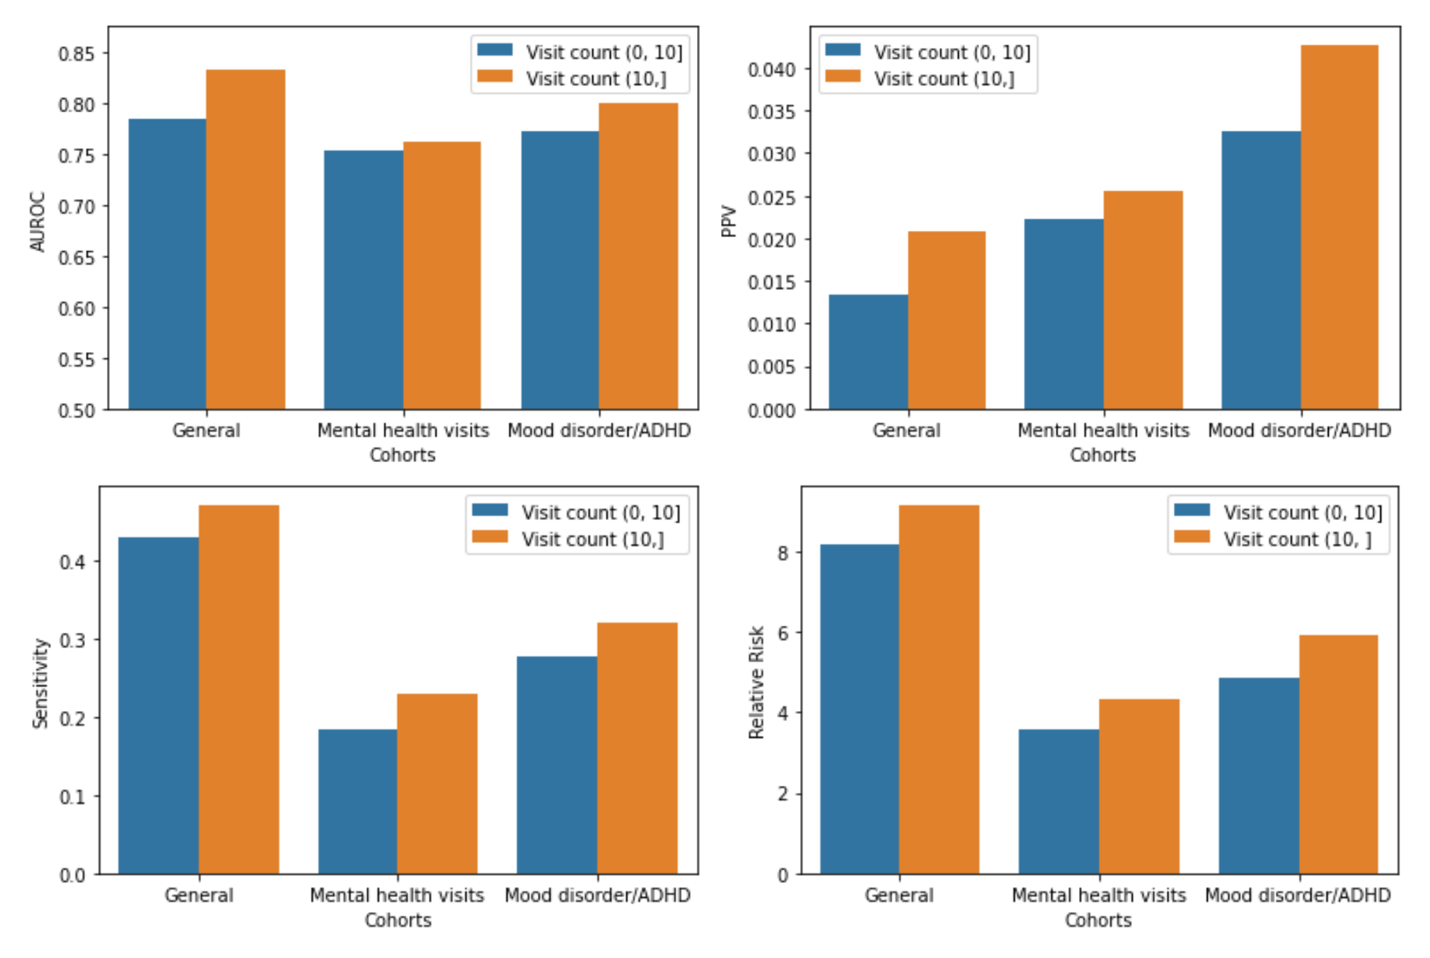 0.85
0.80
0.75
0.70
0.65
0.60
0.55
0.50
AUROC
Visit count (0, 10]
Visit count (10,]
General
Mental health visits
Mood disorder/ADHD
Cohorts
0.040
0.035
0.030
0.025
0.020
0.015
0.010
0.005
0.000
PPV
Visit count (0, 10]
Visit count (10,]
General
Mental health visits
Mood disorder/ADHD
Cohorts
0.4
0.3
0.2
0.1
0.0
Sensitivity
Visit count (0, 10]
Visit count (10,]
General
Mental health visits
Mood disorder/ADHD
Cohorts
8
6
4
2
0
Relative Risk
Visit count (0, 10]
Visit count (10, ]
General
Mental health visits
Mood disorder/ADHD
Cohorts